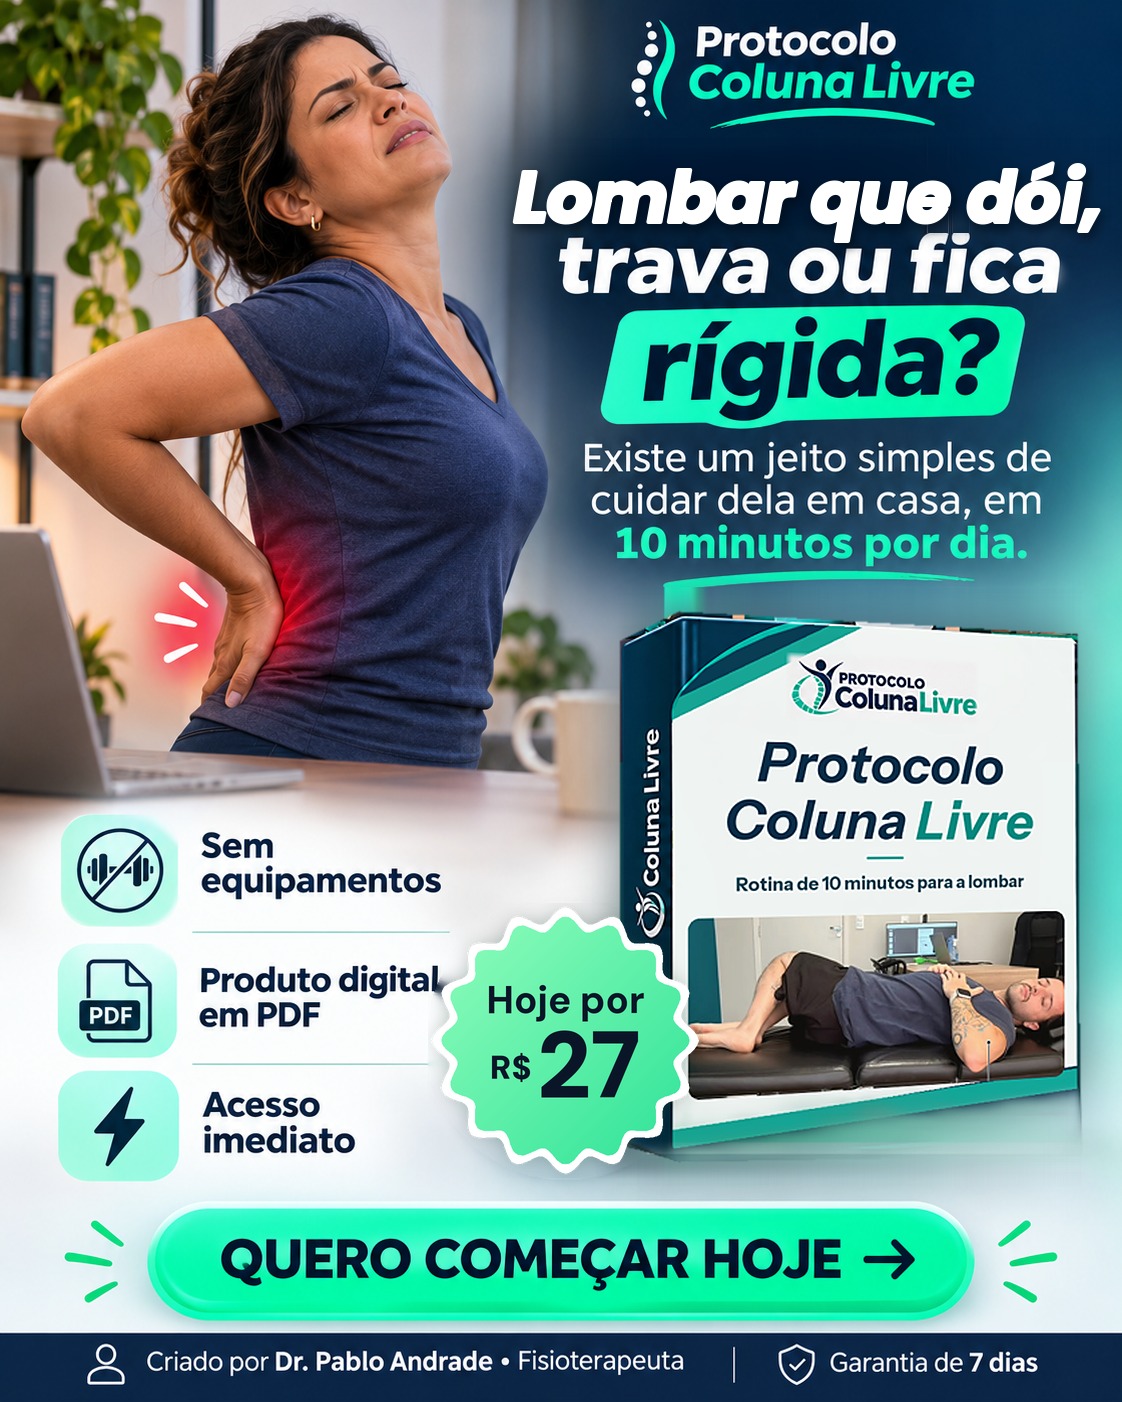 Protocolo
Coluna Livre
Lombar que dói,
trava ou fica
rígida?
Existe um jeito simples de
cuidar dela em casa, em
10 minutos por dia.
PROTOCOLO
ColunaLivre
Protocolo
Coluna Livre
Rotina de 10 minutos para a lombar
Coluna Livre
Sem
equipamentos
Produto digital
em PDF
PDF
Acesso
imediato
Hoje por
R$ 27
QUERO COMEÇAR HOJE →
Criado por Dr. Pablo Andrade • Fisioterapeuta
Garantia de 7 dias